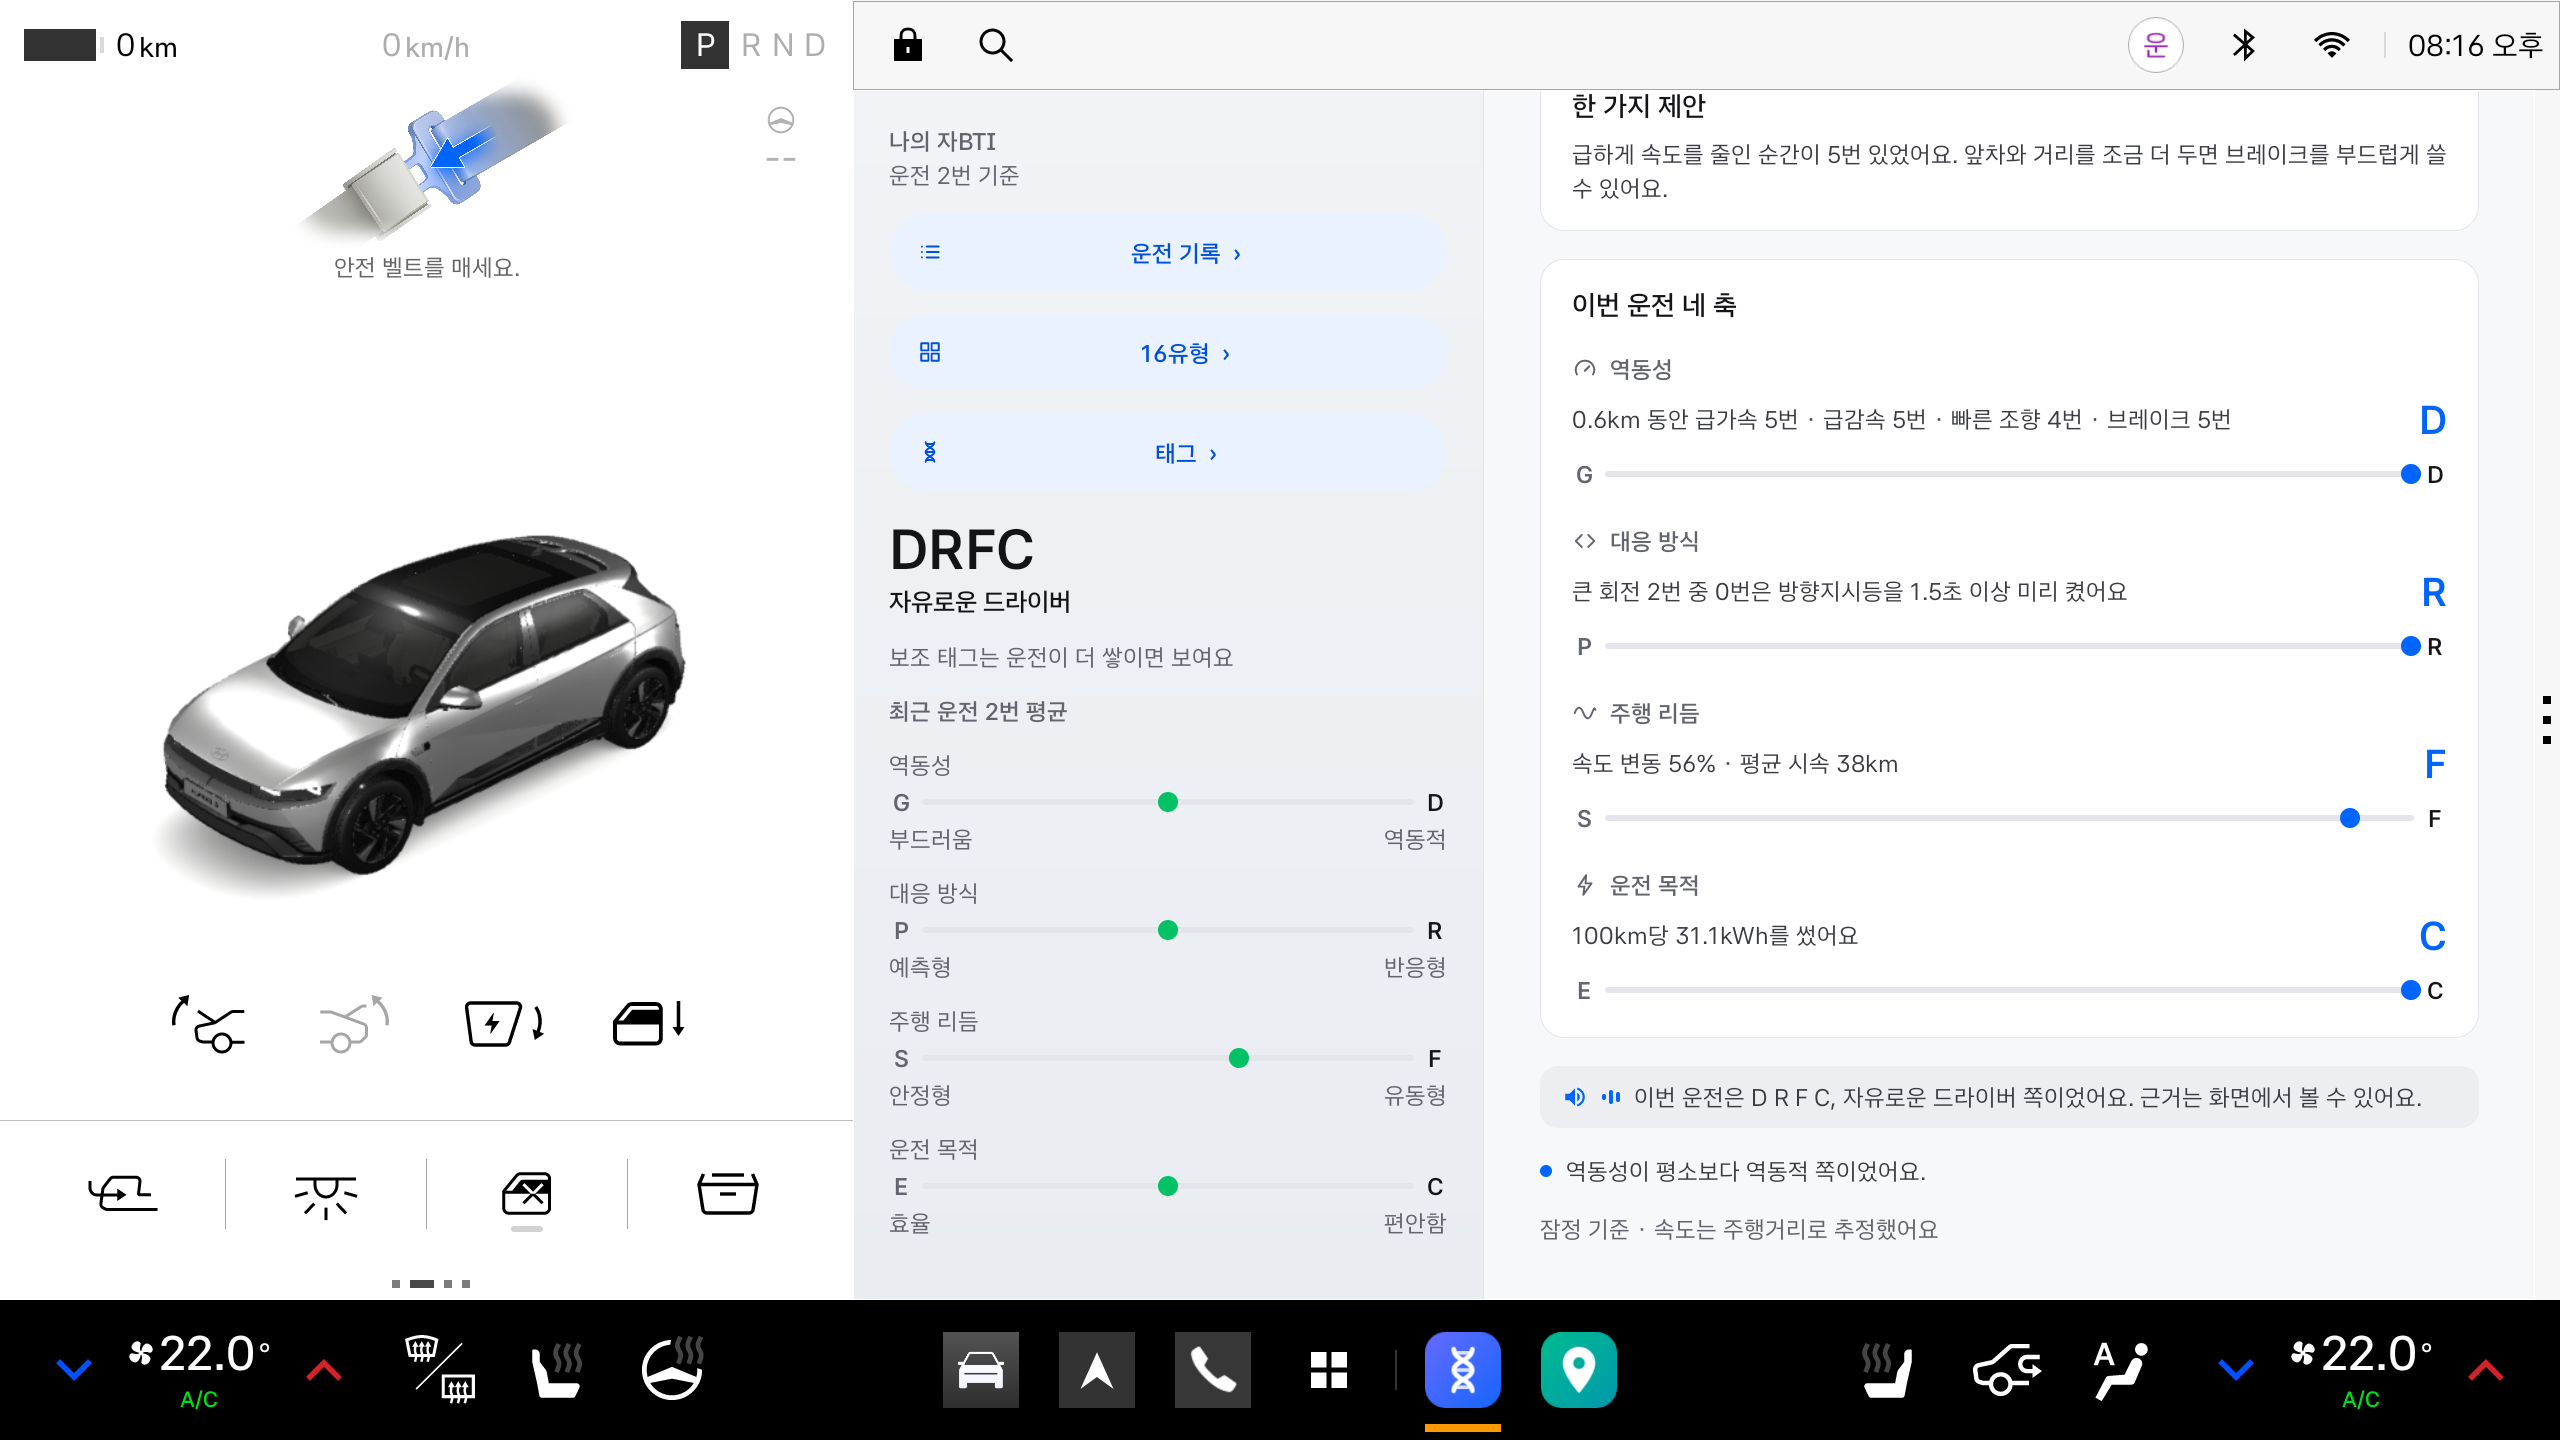 0 km
0 km/h
P R N D
안전 벨트를 매세요.
운
08:16 오후
나의 자BTI
운전 2번 기준
운전 기록 ›
16유형 ›
태그 ›
DRFC
자유로운 드라이버
보조 태그는 운전이 더 쌓이면 보여요
최근 운전 2번 평균
역동성
G D
부드러움 역동적
대응 방식
P R
예측형 반응형
주행 리듬
S F
안정형 유동형
운전 목적
E C
효율 편안함
한 가지 제안
급하게 속도를 줄인 순간이 5번 있었어요. 앞차와 거리를 조금 더 두면 브레이크를 부드럽게 쓸
수 있어요.
이번 운전 네 축
역동성
0.6km 동안 급가속 5번 · 급감속 5번 · 빠른 조향 4번 · 브레이크 5번 D
G D
대응 방식
큰 회전 2번 중 0번은 방향지시등을 1.5초 이상 미리 켰어요 R
P R
주행 리듬
속도 변동 56% · 평균 시속 38km F
S F
운전 목적
100km당 31.1kWh를 썼어요 C
E C
이번 운전은 D R F C, 자유로운 드라이버 쪽이었어요. 근거는 화면에서 볼 수 있어요.
역동성이 평소보다 역동적 쪽이었어요.
잠정 기준 · 속도는 주행거리로 추정했어요
22.0°
A/C
A
22.0°
A/C